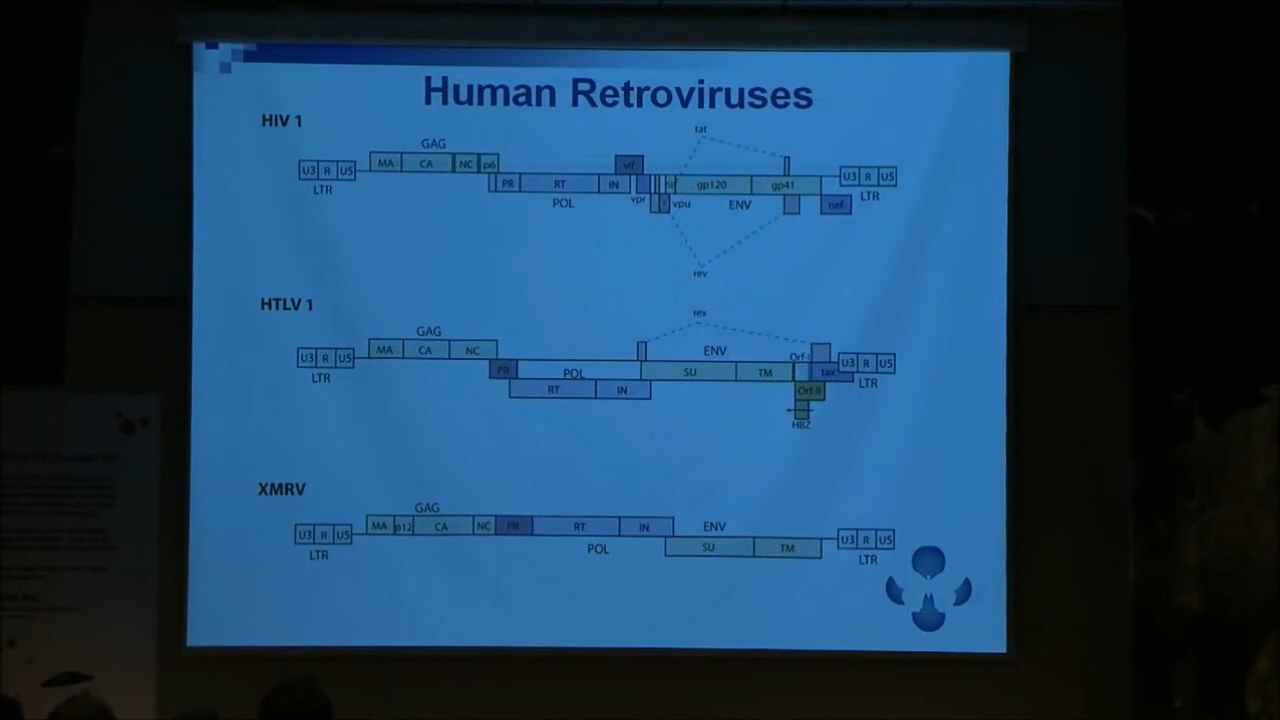 Human Retroviruses
HIV 1
tat
GAG
MA CA NC p6
vif
U3 R U5
LTR
PR RT IN
POL
vpr
vpu
gp120 gp41
ENV
nef
U3 R U5
LTR
rev
HTLV 1
rex
GAG
MA CA NC
ENV
Orf-I
U3 R U5
LTR
PR
POL
SU TM
tax
U3 R U5
LTR
RT IN
Orf-II
HBZ
XMRV
GAG
MA p12 CA NC PR RT IN
ENV
U3 R U5
LTR
POL
SU TM
U3 R U5
LTR